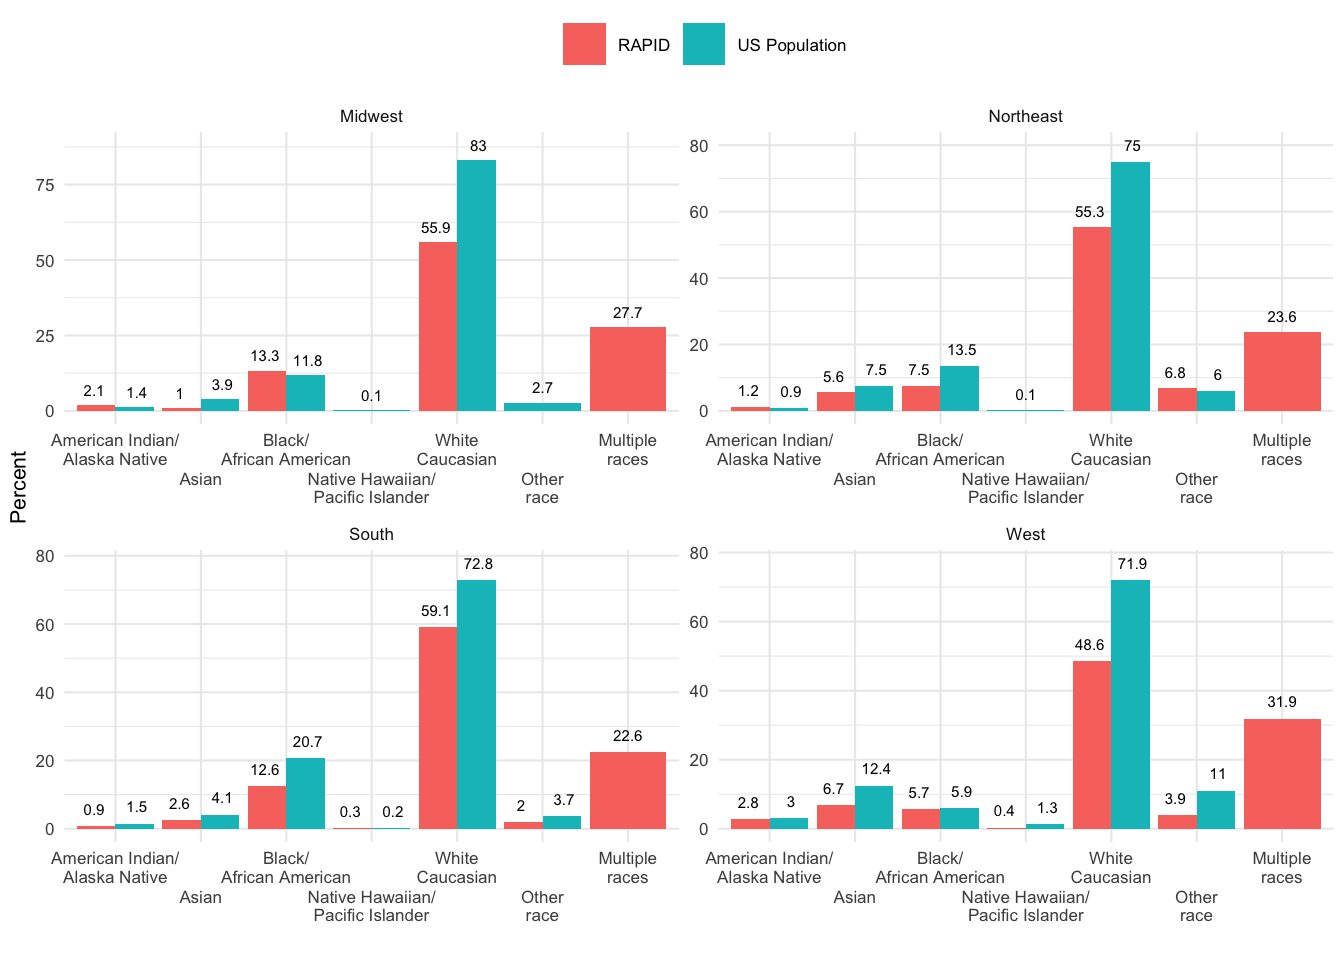 RAPID US Population
Percent
Midwest
75
50
25
0
2.1 1.4 1 3.9 13.3 11.8 0.1 55.9 83 2.7 27.7
American Indian/ Black/ White Multiple
Alaska Native African American Caucasian races
Asian Native Hawaiian/ Other
Pacific Islander race
Northeast
80
60
40
20
0
1.2 0.9 5.6 7.5 7.5 13.5 0.1 55.3 75 6.8 6 23.6
American Indian/ Black/ White Multiple
Alaska Native African American Caucasian races
Asian Native Hawaiian/ Other
Pacific Islander race
South
80
60
40
20
0
0.9 1.5 2.6 4.1 12.6 20.7 0.3 0.2 59.1 72.8 2 3.7 22.6
American Indian/ Black/ White Multiple
Alaska Native African American Caucasian races
Asian Native Hawaiian/ Other
Pacific Islander race
West
80
60
40
20
0
2.8 3 6.7 12.4 5.7 5.9 0.4 1.3 48.6 71.9 3.9 11 31.9
American Indian/ Black/ White Multiple
Alaska Native African American Caucasian races
Asian Native Hawaiian/ Other
Pacific Islander race